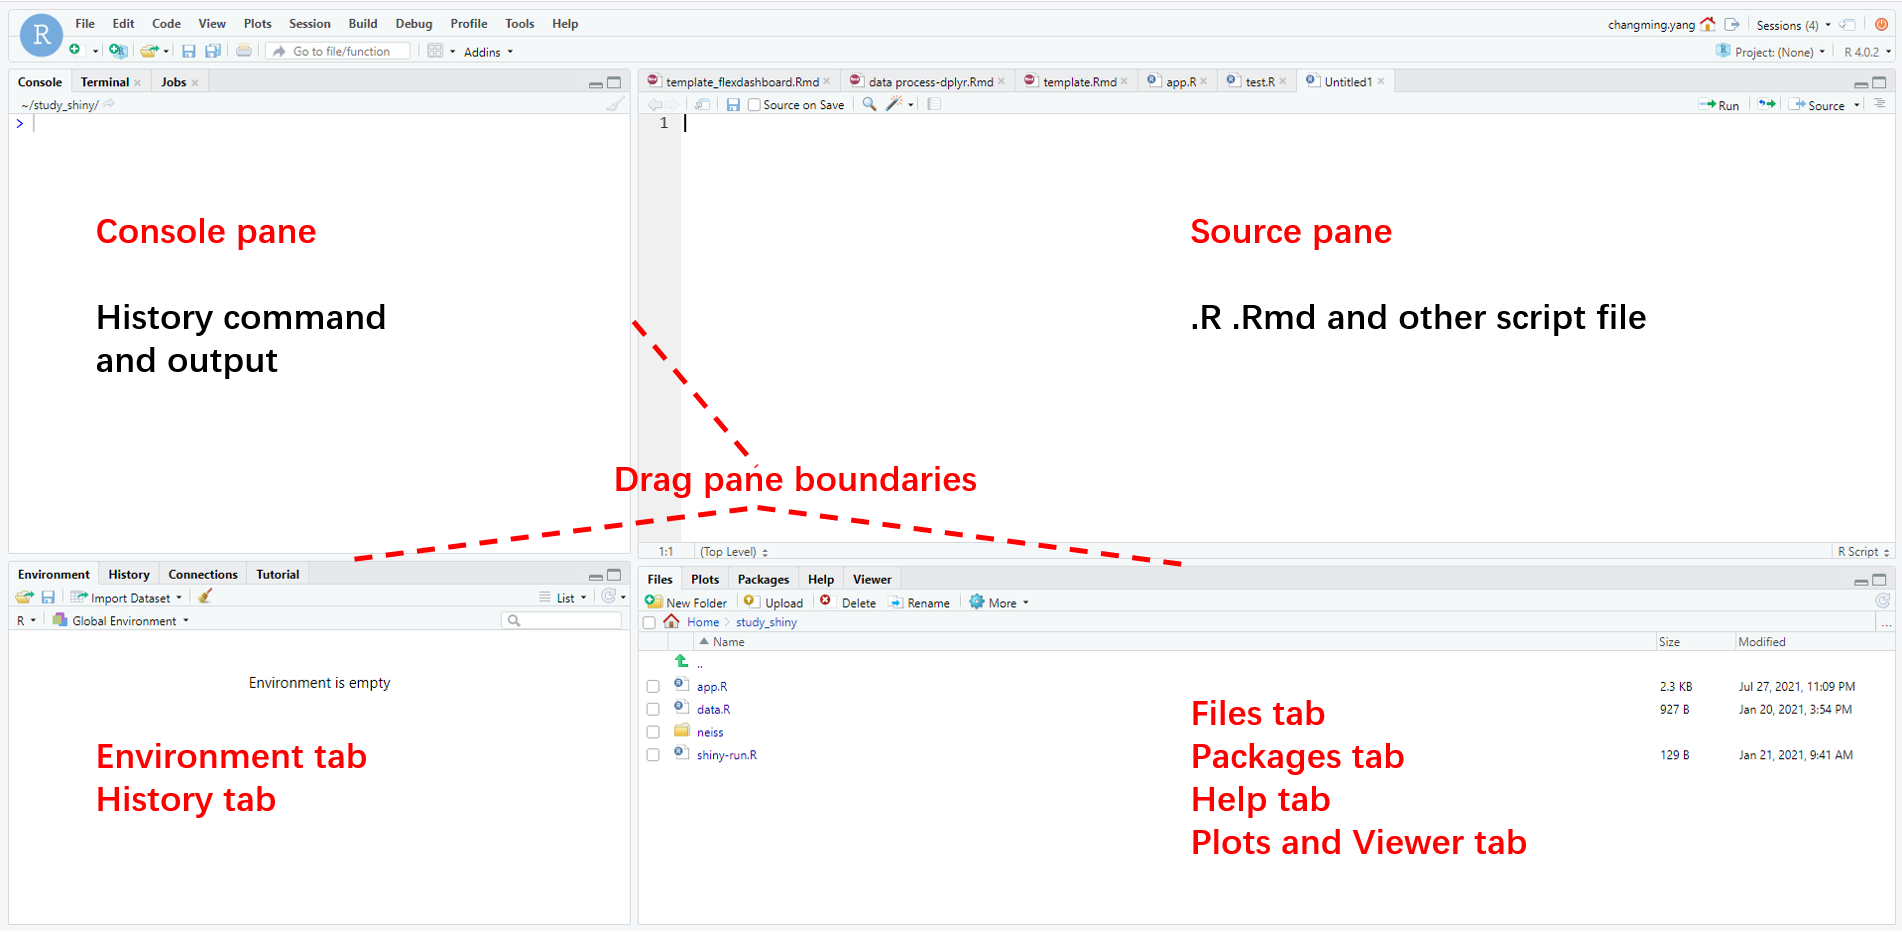 R
File Edit Code View Plots Session Build Debug Profile Tools Help
changming.yang Sessions (4)
Go to file/function Addins
Project: (None) R 4.0.2
Console Terminal Jobs
~/study_shiny/
>
template_flexdashboard.Rmd data process-dplyr.Rmd template.Rmd app.R test.R Untitled1
Source on Save Run Source
1
Console pane
History command
and output
Source pane
.R .Rmd and other script file
Drag pane boundaries
1:1 (Top Level) R Script
Environment History Connections Tutorial
Import Dataset List
R Global Environment
Environment is empty
Environment tab
History tab
Files Plots Packages Help Viewer
New Folder Upload Delete Rename More
Home study_shiny ...
Name Size Modified
..
app.R 2.3 KB Jul 27, 2021, 11:09 PM
data.R 927 B Jan 20, 2021, 3:54 PM
neiss
shiny-run.R 129 B Jan 21, 2021, 9:41 AM
Files tab
Packages tab
Help tab
Plots and Viewer tab